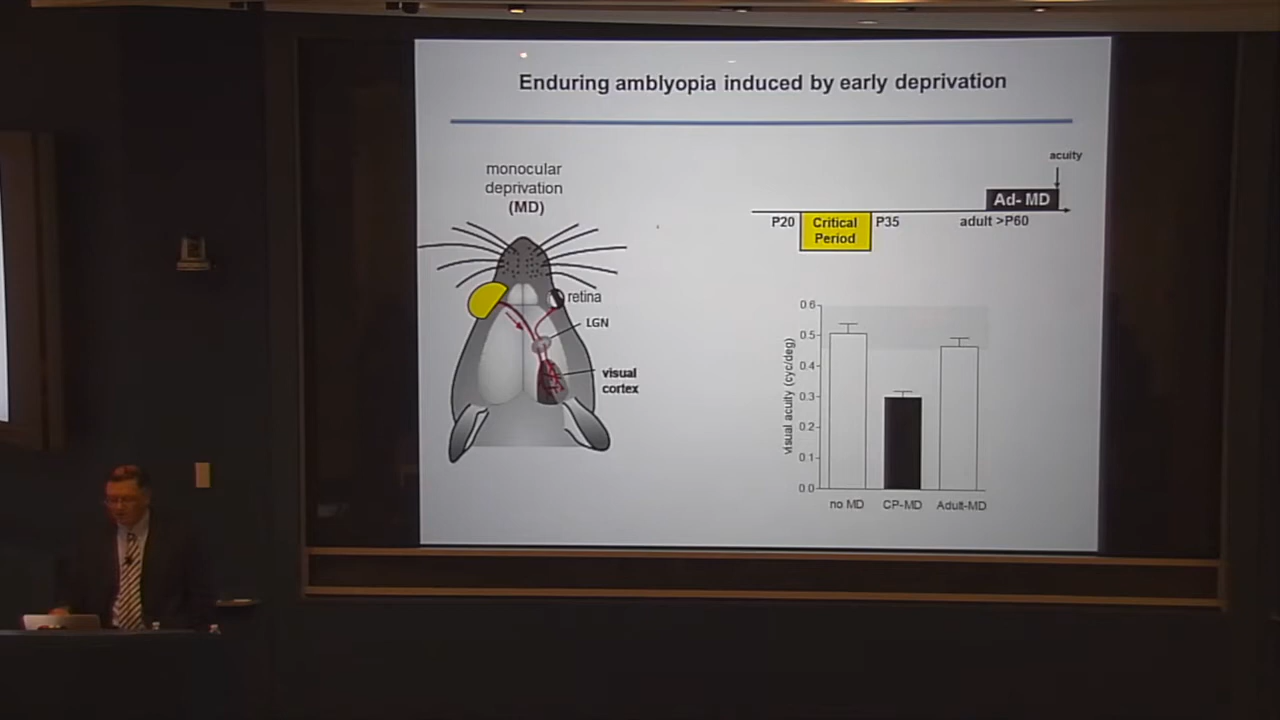 Enduring amblyopia induced by early deprivation
monocular
deprivation
(MD)
retina
LGN
visual
cortex
acuity
Ad- MD
P20
Critical
Period
P35
adult >P60
visual acuity (cyc/deg)
0.6
0.5
0.4
0.3
0.2
0.1
0.0
no MD
CP-MD
Adult-MD